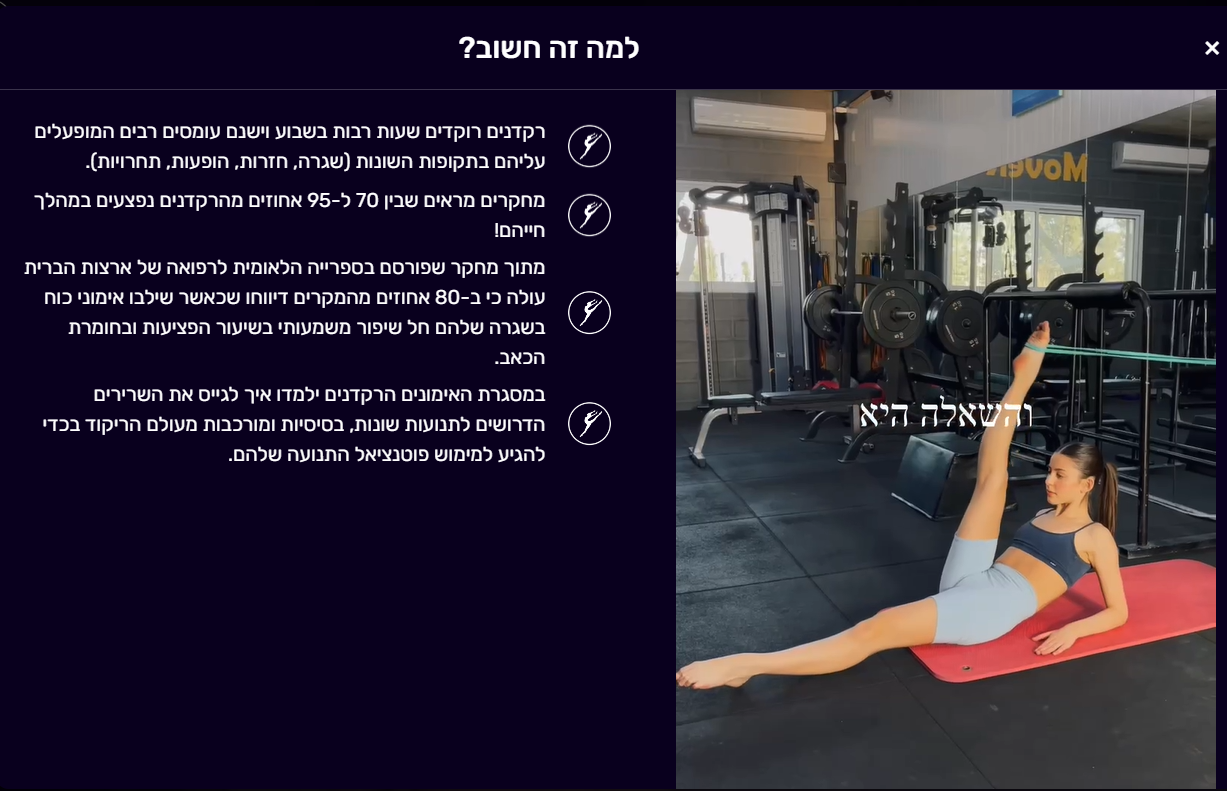 למה זה חשוב?
רקדנים רוקדים שעות רבות בשבוע וישנם עומסים רבים המופעלים
עליהם בתקופות השונות (שגרה, חזרות, הופעות, תחרויות).
מחקרים מראים שבין 70 ל-95 אחוזים מהרקדנים נפצעים במהלך
חייהם!
מתוך מחקר שפורסם בספרייה הלאומית לרפואה של ארצות הברית
עולה כי ב-80 אחוזים מהמקרים דיווחו שכאשר שילבו אימוני כוח
בשגרה שלהם חל שיפור משמעותי בשיעור הפציעות ובחומרת
הכאב.
במסגרת האימונים הרקדנים ילמדו איך לגייס את השרירים
הדרושים לתנועות שונות, בסיסיות ומורכבות מעולם הריקוד בכדי
להגיע למימוש פוטנציאל התנועה שלהם.
והשאלה היא